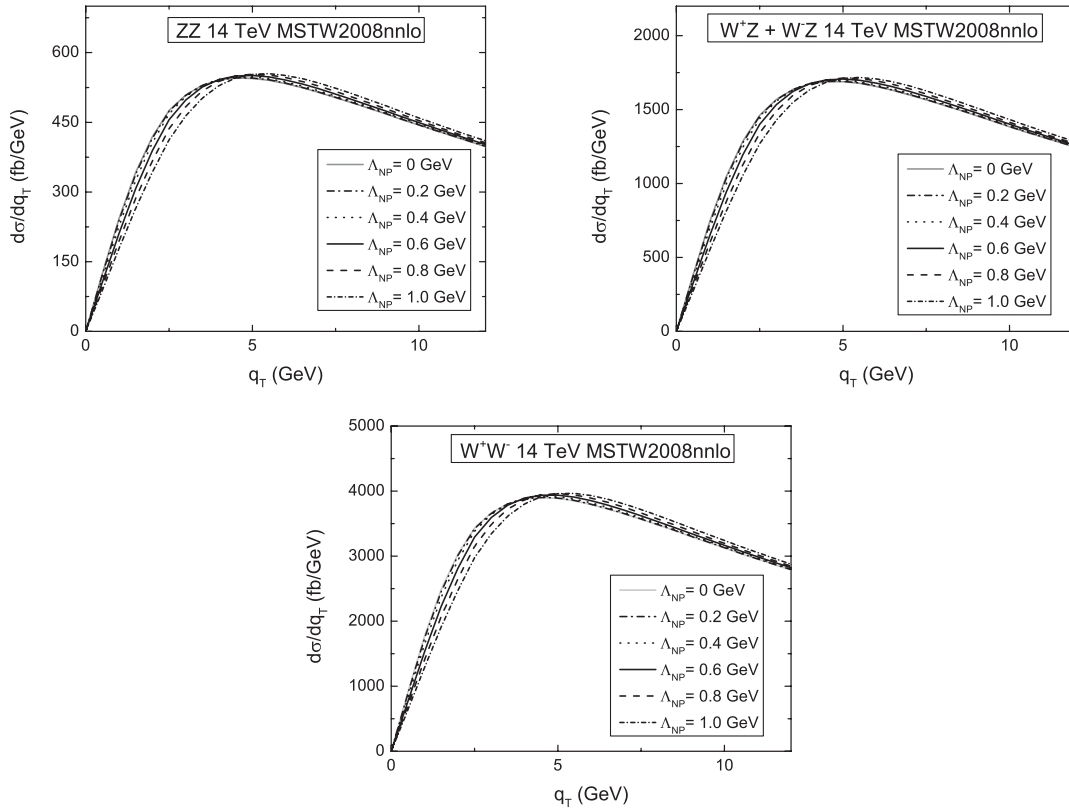 ZZ 14 TeV MSTW2008nnlo
600
450
300
150
0
dσ/dq_T (fb/GeV)
Λ_NP= 0 GeV
Λ_NP= 0.2 GeV
Λ_NP= 0.4 GeV
Λ_NP= 0.6 GeV
Λ_NP= 0.8 GeV
Λ_NP= 1.0 GeV
0 5 10
q_T (GeV)
W⁺Z + W⁻Z 14 TeV MSTW2008nnlo
2000
1500
1000
500
0
dσ/dq_T (fb/GeV)
Λ_NP= 0 GeV
Λ_NP= 0.2 GeV
Λ_NP= 0.4 GeV
Λ_NP= 0.6 GeV
Λ_NP= 0.8 GeV
Λ_NP= 1.0 GeV
0 5 10
q_T (GeV)
W⁺W⁻ 14 TeV MSTW2008nnlo
5000
4000
3000
2000
1000
0
dσ/dq_T (fb/GeV)
Λ_NP= 0 GeV
Λ_NP= 0.2 GeV
Λ_NP= 0.4 GeV
Λ_NP= 0.6 GeV
Λ_NP= 0.8 GeV
Λ_NP= 1.0 GeV
0 5 10
q_T (GeV)